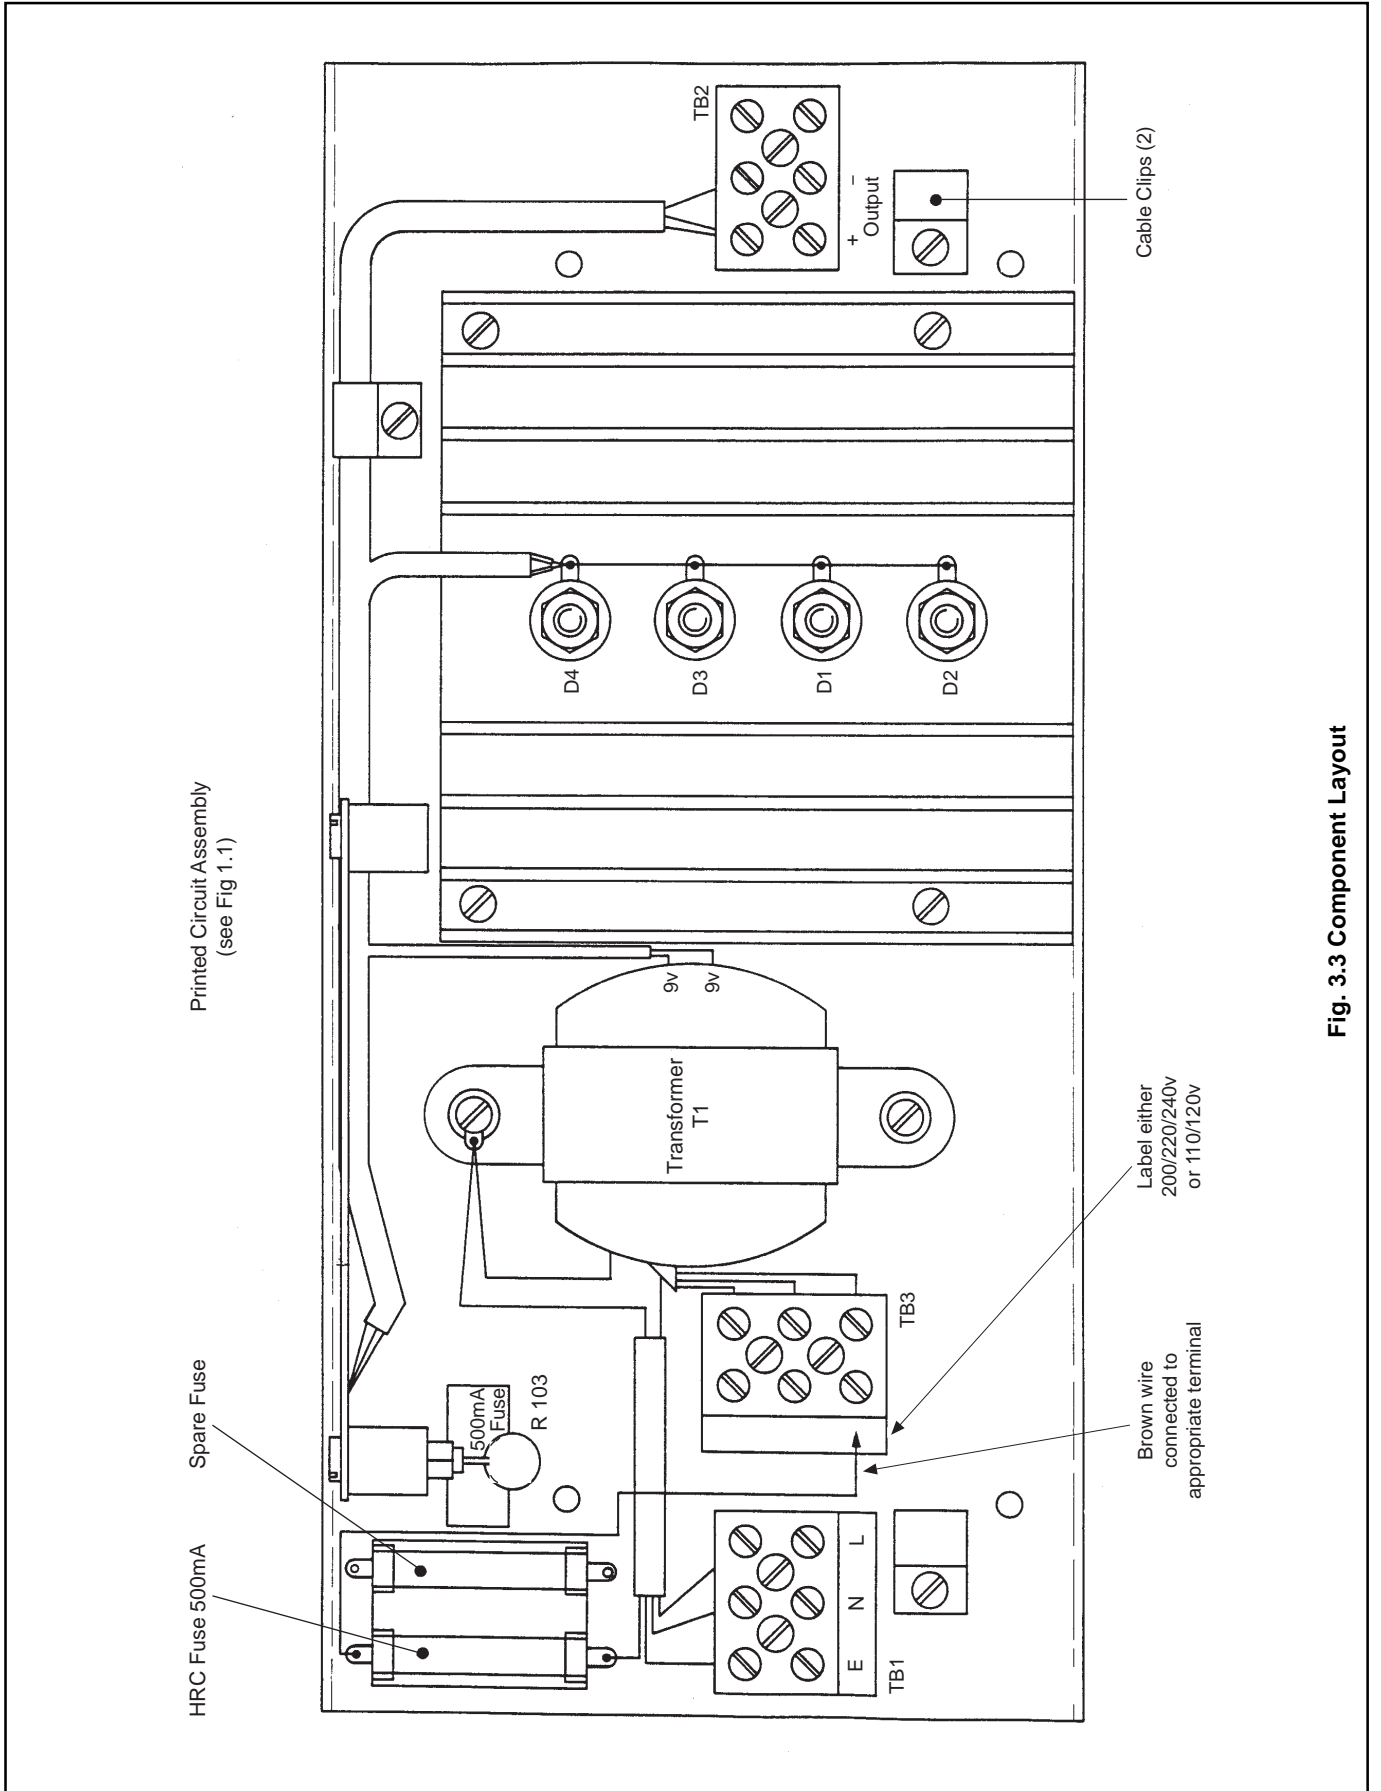 HRC Fuse 500mA
Spare Fuse
Printed Circuit Assembly
(see Fig 1.1)
500mA
Fuse
R 103
Transformer
T1
9v
9v
D4
D3
D1
D2
TB2
+ –
Output
E N L
TB1
TB3
Brown wire
connected to
appropriate terminal
Label either
200/220/240v
or 110/120v
Cable Clips (2)
Fig. 3.3 Component Layout